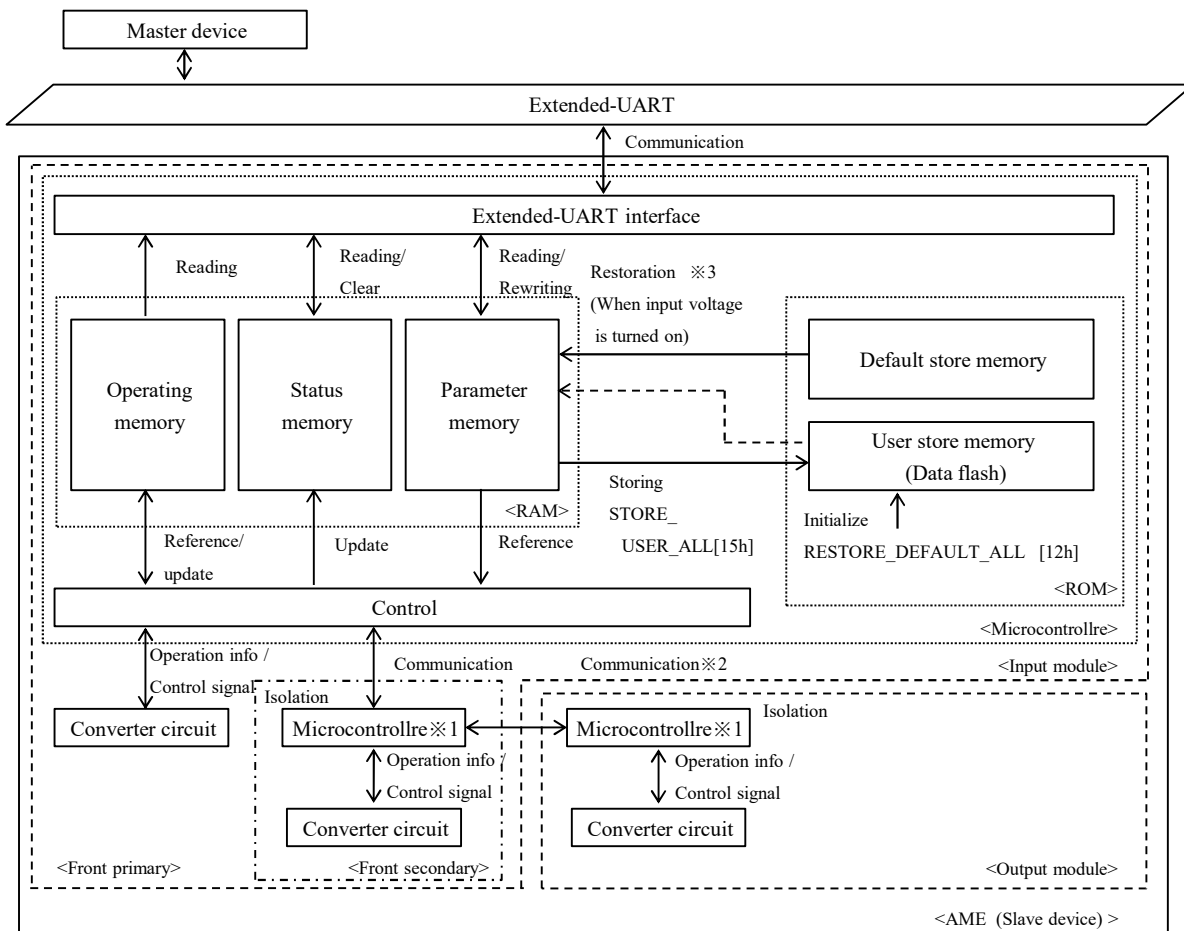 Master device
Extended-UART
Communication
Extended-UART interface
Reading
Reading/
Clear
Reading/
Rewriting
Restoration ※3
(When input voltage
is turned on)
Operating
memory
Status
memory
Parameter
memory
Default store memory
User store memory
(Data flash)
<RAM>
Storing
STORE_
USER_ALL[15h]
Initialize
RESTORE_DEFAULT_ALL [12h]
Reference/
update
Update
Reference
<ROM>
Control
<Microcontrollre>
Operation info /
Control signal
Communication
Communication※2
<Input module>
Isolation
Isolation
Converter circuit
Microcontrollre※1
Microcontrollre※1
Operation info /
Control signal
Operation info /
Control signal
Converter circuit
Converter circuit
<Front primary>
<Front secondary>
<Output module>
<AME (Slave device) >